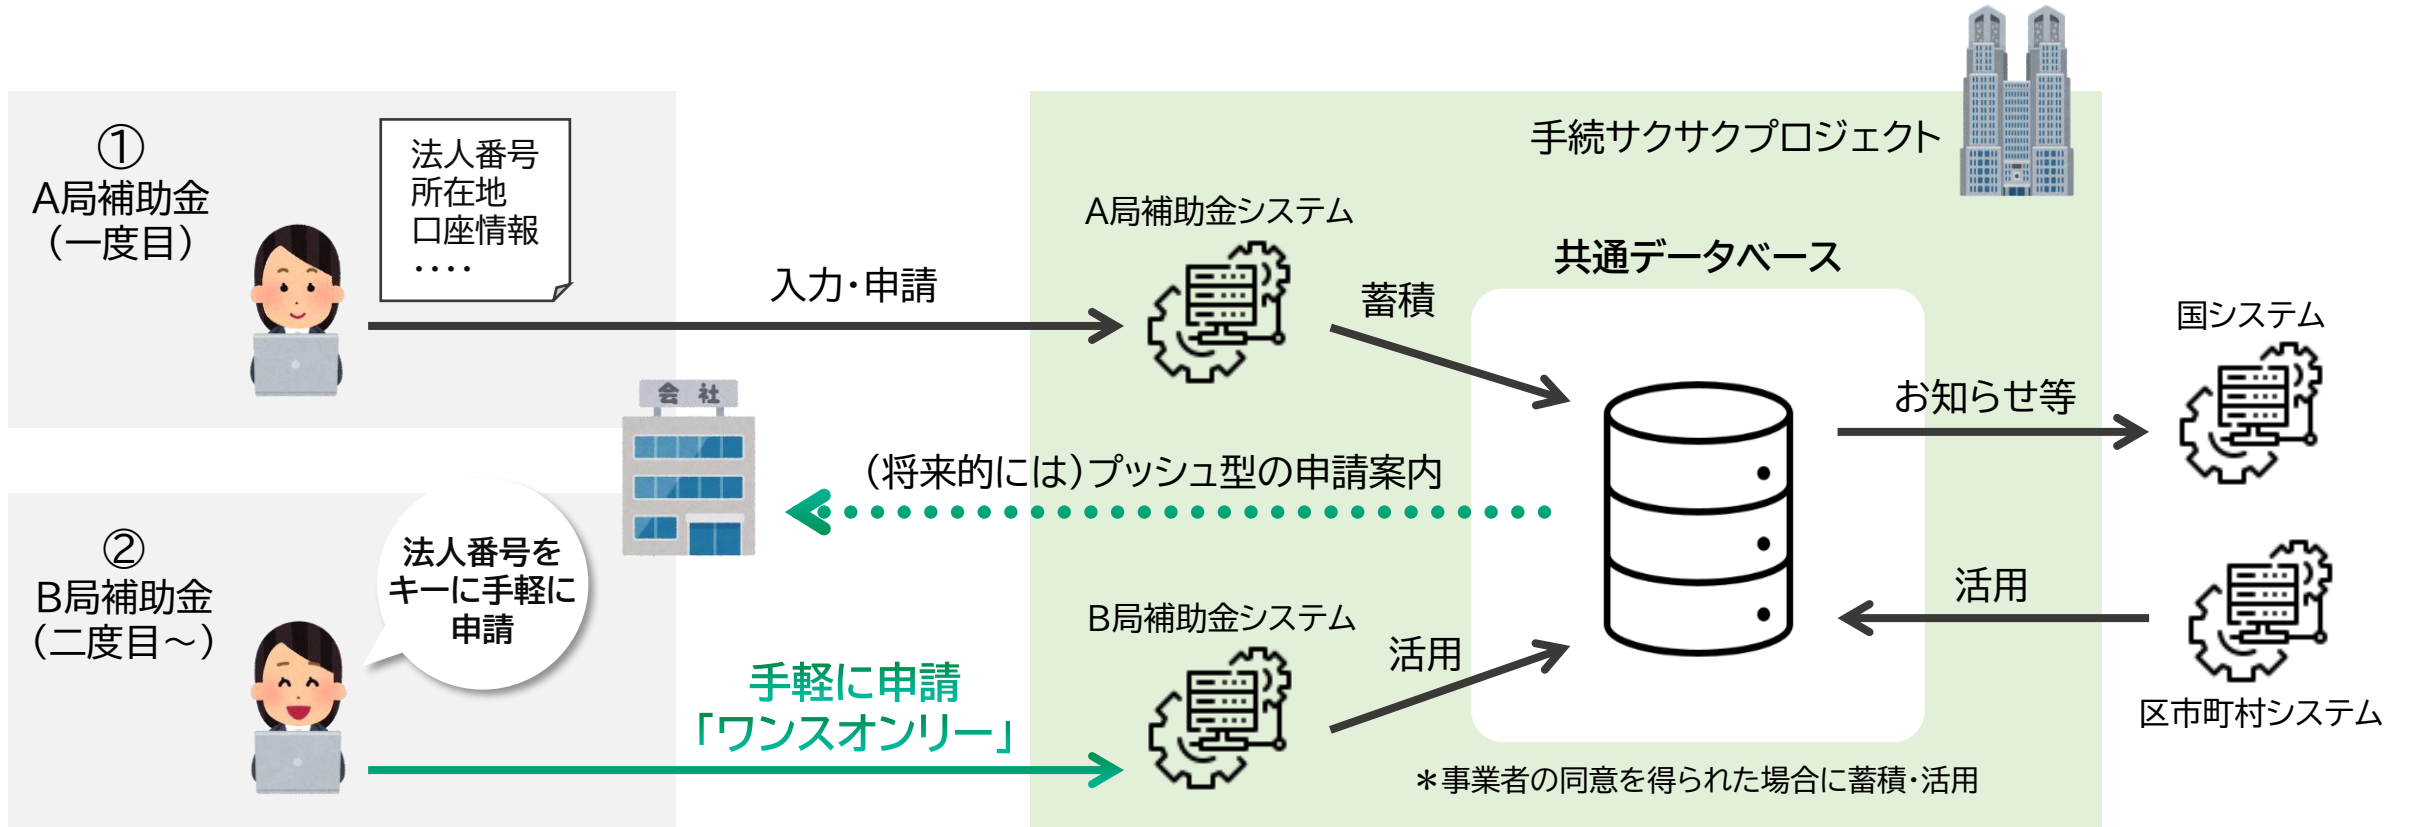 ①
A局補助金
(一度目)
法人番号
所在地
口座情報
・・・・
入力・申請
手続サクサクプロジェクト
A局補助金システム
共通データベース
蓄積
国システム
お知らせ等
会社
(将来的には)プッシュ型の申請案内
②
B局補助金
(二度目～)
法人番号を
キーに手軽に
申請
手軽に申請
「ワンスオンリー」
B局補助金システム
活用
活用
区市町村システム
＊事業者の同意を得られた場合に蓄積・活用